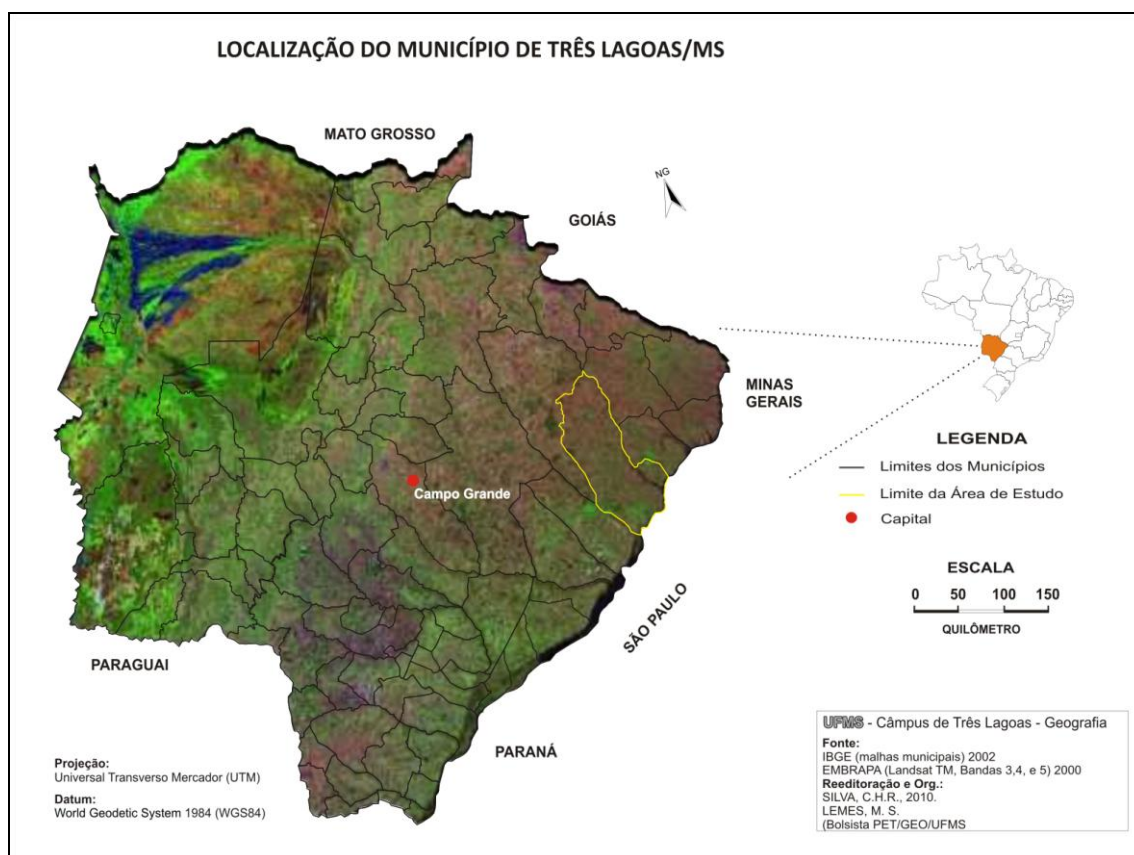 LOCALIZAÇÃO DO MUNICÍPIO DE TRÊS LAGOAS/MS
MATO GROSSO
NG
GOIÁS
MINAS
GERAIS
Campo Grande
SÃO PAULO
PARAGUAI
PARANÁ
LEGENDA
Limites dos Municípios
Limite da Área de Estudo
Capital
ESCALA
0 50 100 150
QUILÔMETRO
Projeção:
Universal Transverso Mercador (UTM)
Datum:
World Geodetic System 1984 (WGS84)
UFMS - Câmpus de Três Lagoas - Geografia
Fonte:
IBGE (malhas municipais) 2002
EMBRAPA (Landsat TM, Bandas 3,4, e 5) 2000
Reeditoração e Org.:
SILVA, C.H.R., 2010.
LEMES, M. S.
(Bolsista PET/GEO/UFMS